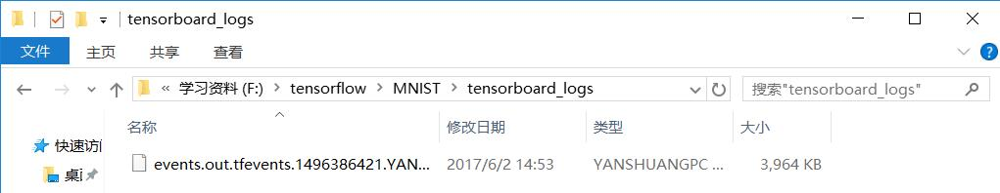 tensorboard_logs
文件 主页 共享 查看
« 学习资料 (F:) tensorflow MNIST tensorboard_logs 搜索"tensorboard_logs"
名称 修改日期 类型 大小
快速访
events.out.tfevents.1496386421.YAN... 2017/6/2 14:53 YANSHUANGPC ... 3,964 KB
桌